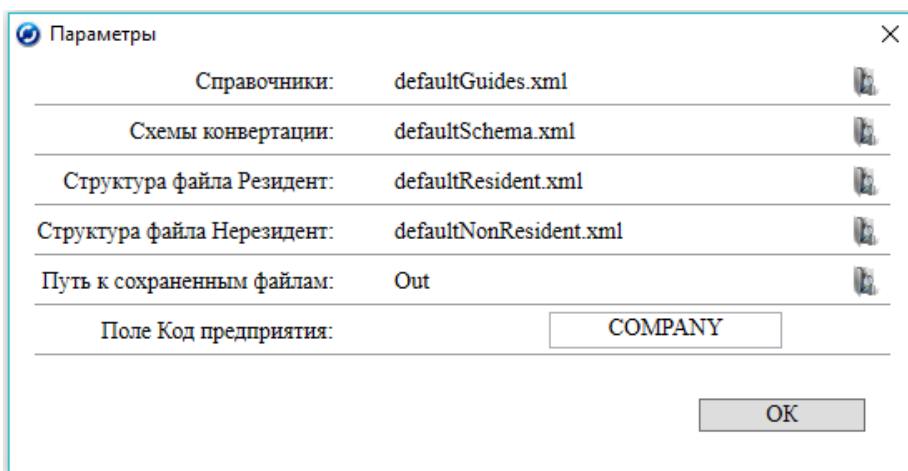 Параметры
Справочники: defaultGuides.xml
Схемы конвертации: defaultSchema.xml
Структура файла Резидент: defaultResident.xml
Структура файла Нерезидент: defaultNonResident.xml
Путь к сохраненным файлам: Out
Поле Код предприятия: COMPANY
OK